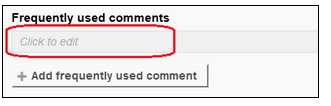 Frequently used comments
Click to edit
+ Add frequently used comment